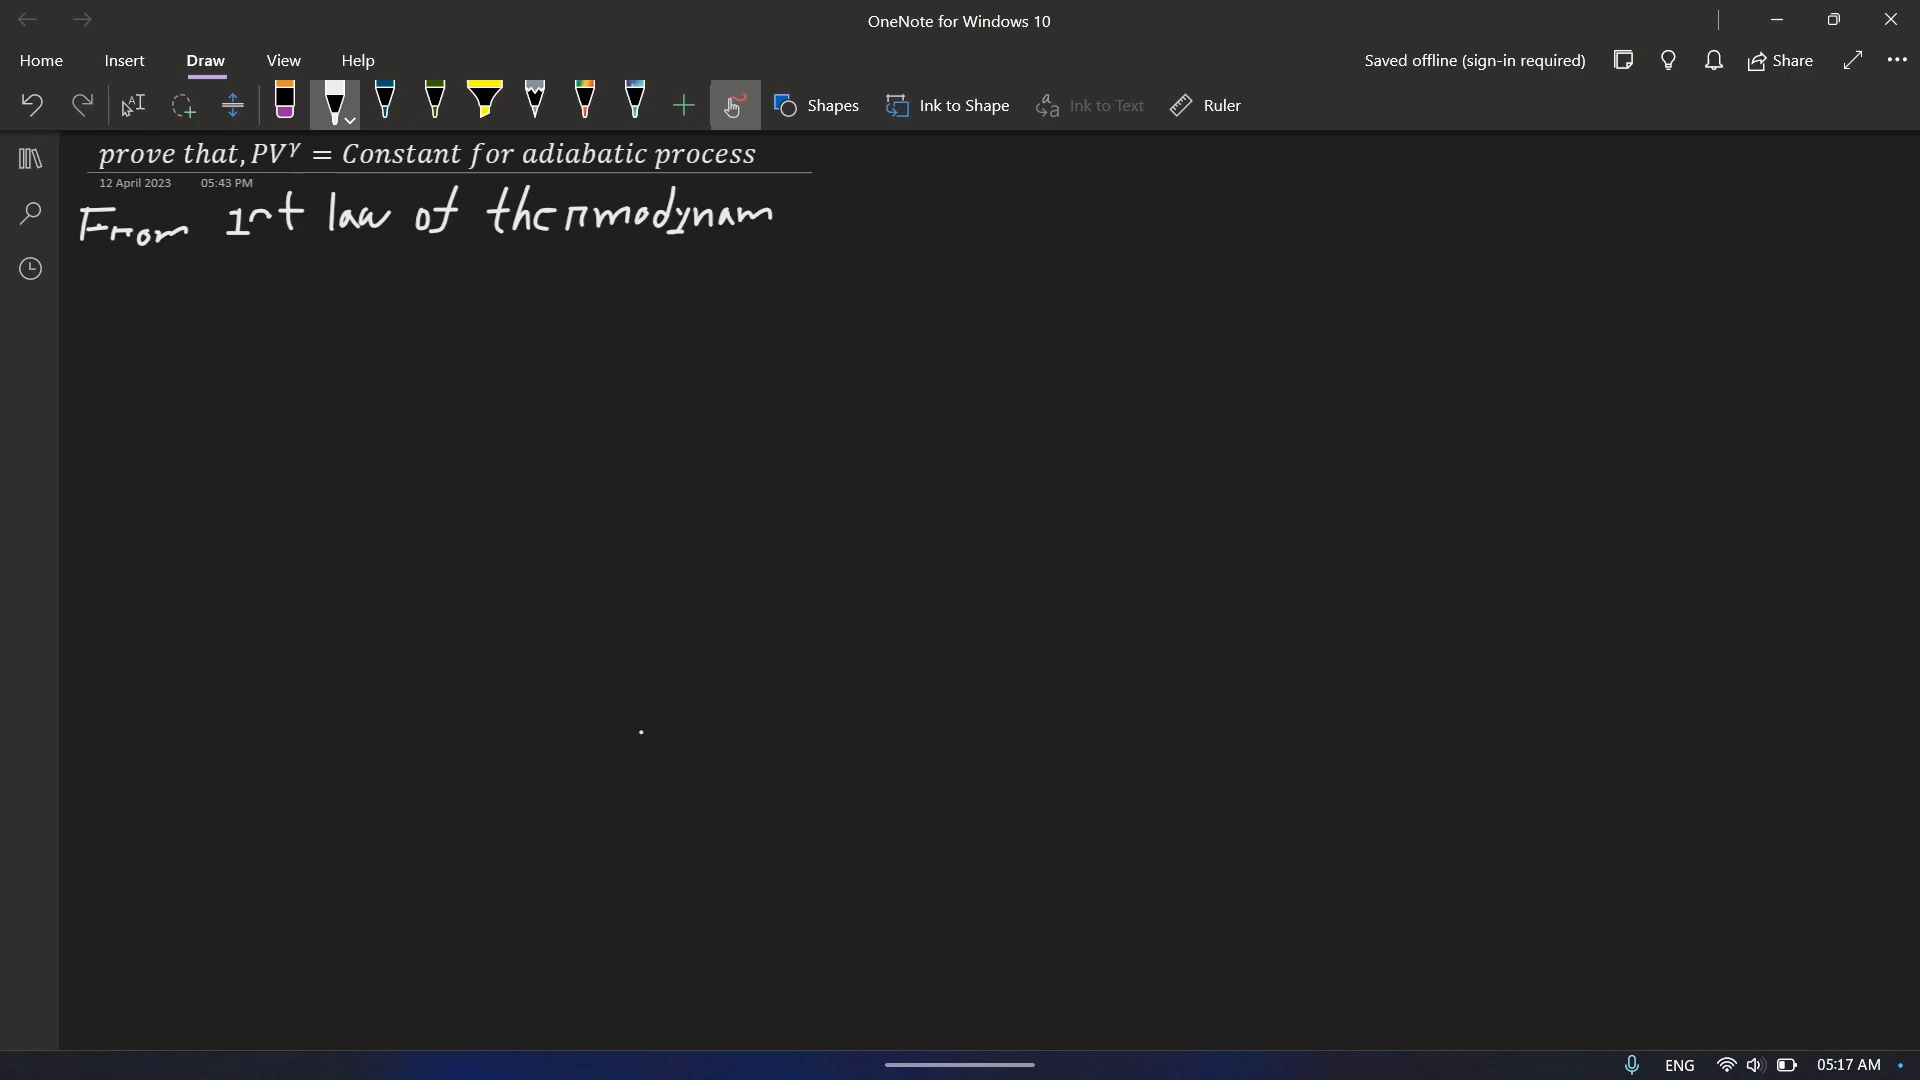 OneNote for Windows 10
Home Insert Draw View Help
Saved offline (sign-in required) Share
Shapes Ink to Shape Ink to Text Ruler
prove that, PV^γ = Constant for adiabatic process
12 April 2023 05:43 PM
From 1st law of thermodynam
ENG 05:17 AM